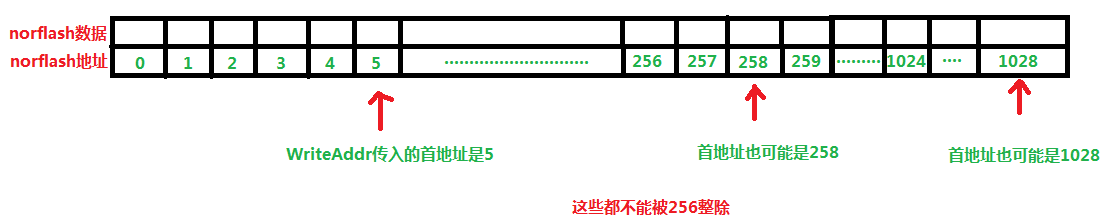 norflash数据
norflash地址 0 1 2 3 4 5 ............................. 256 257 258 259 ......... 1024 .... 1028
WriteAddr传入的首地址是5 首地址也可能是258 首地址也可能是1028
这些都不能被256整除